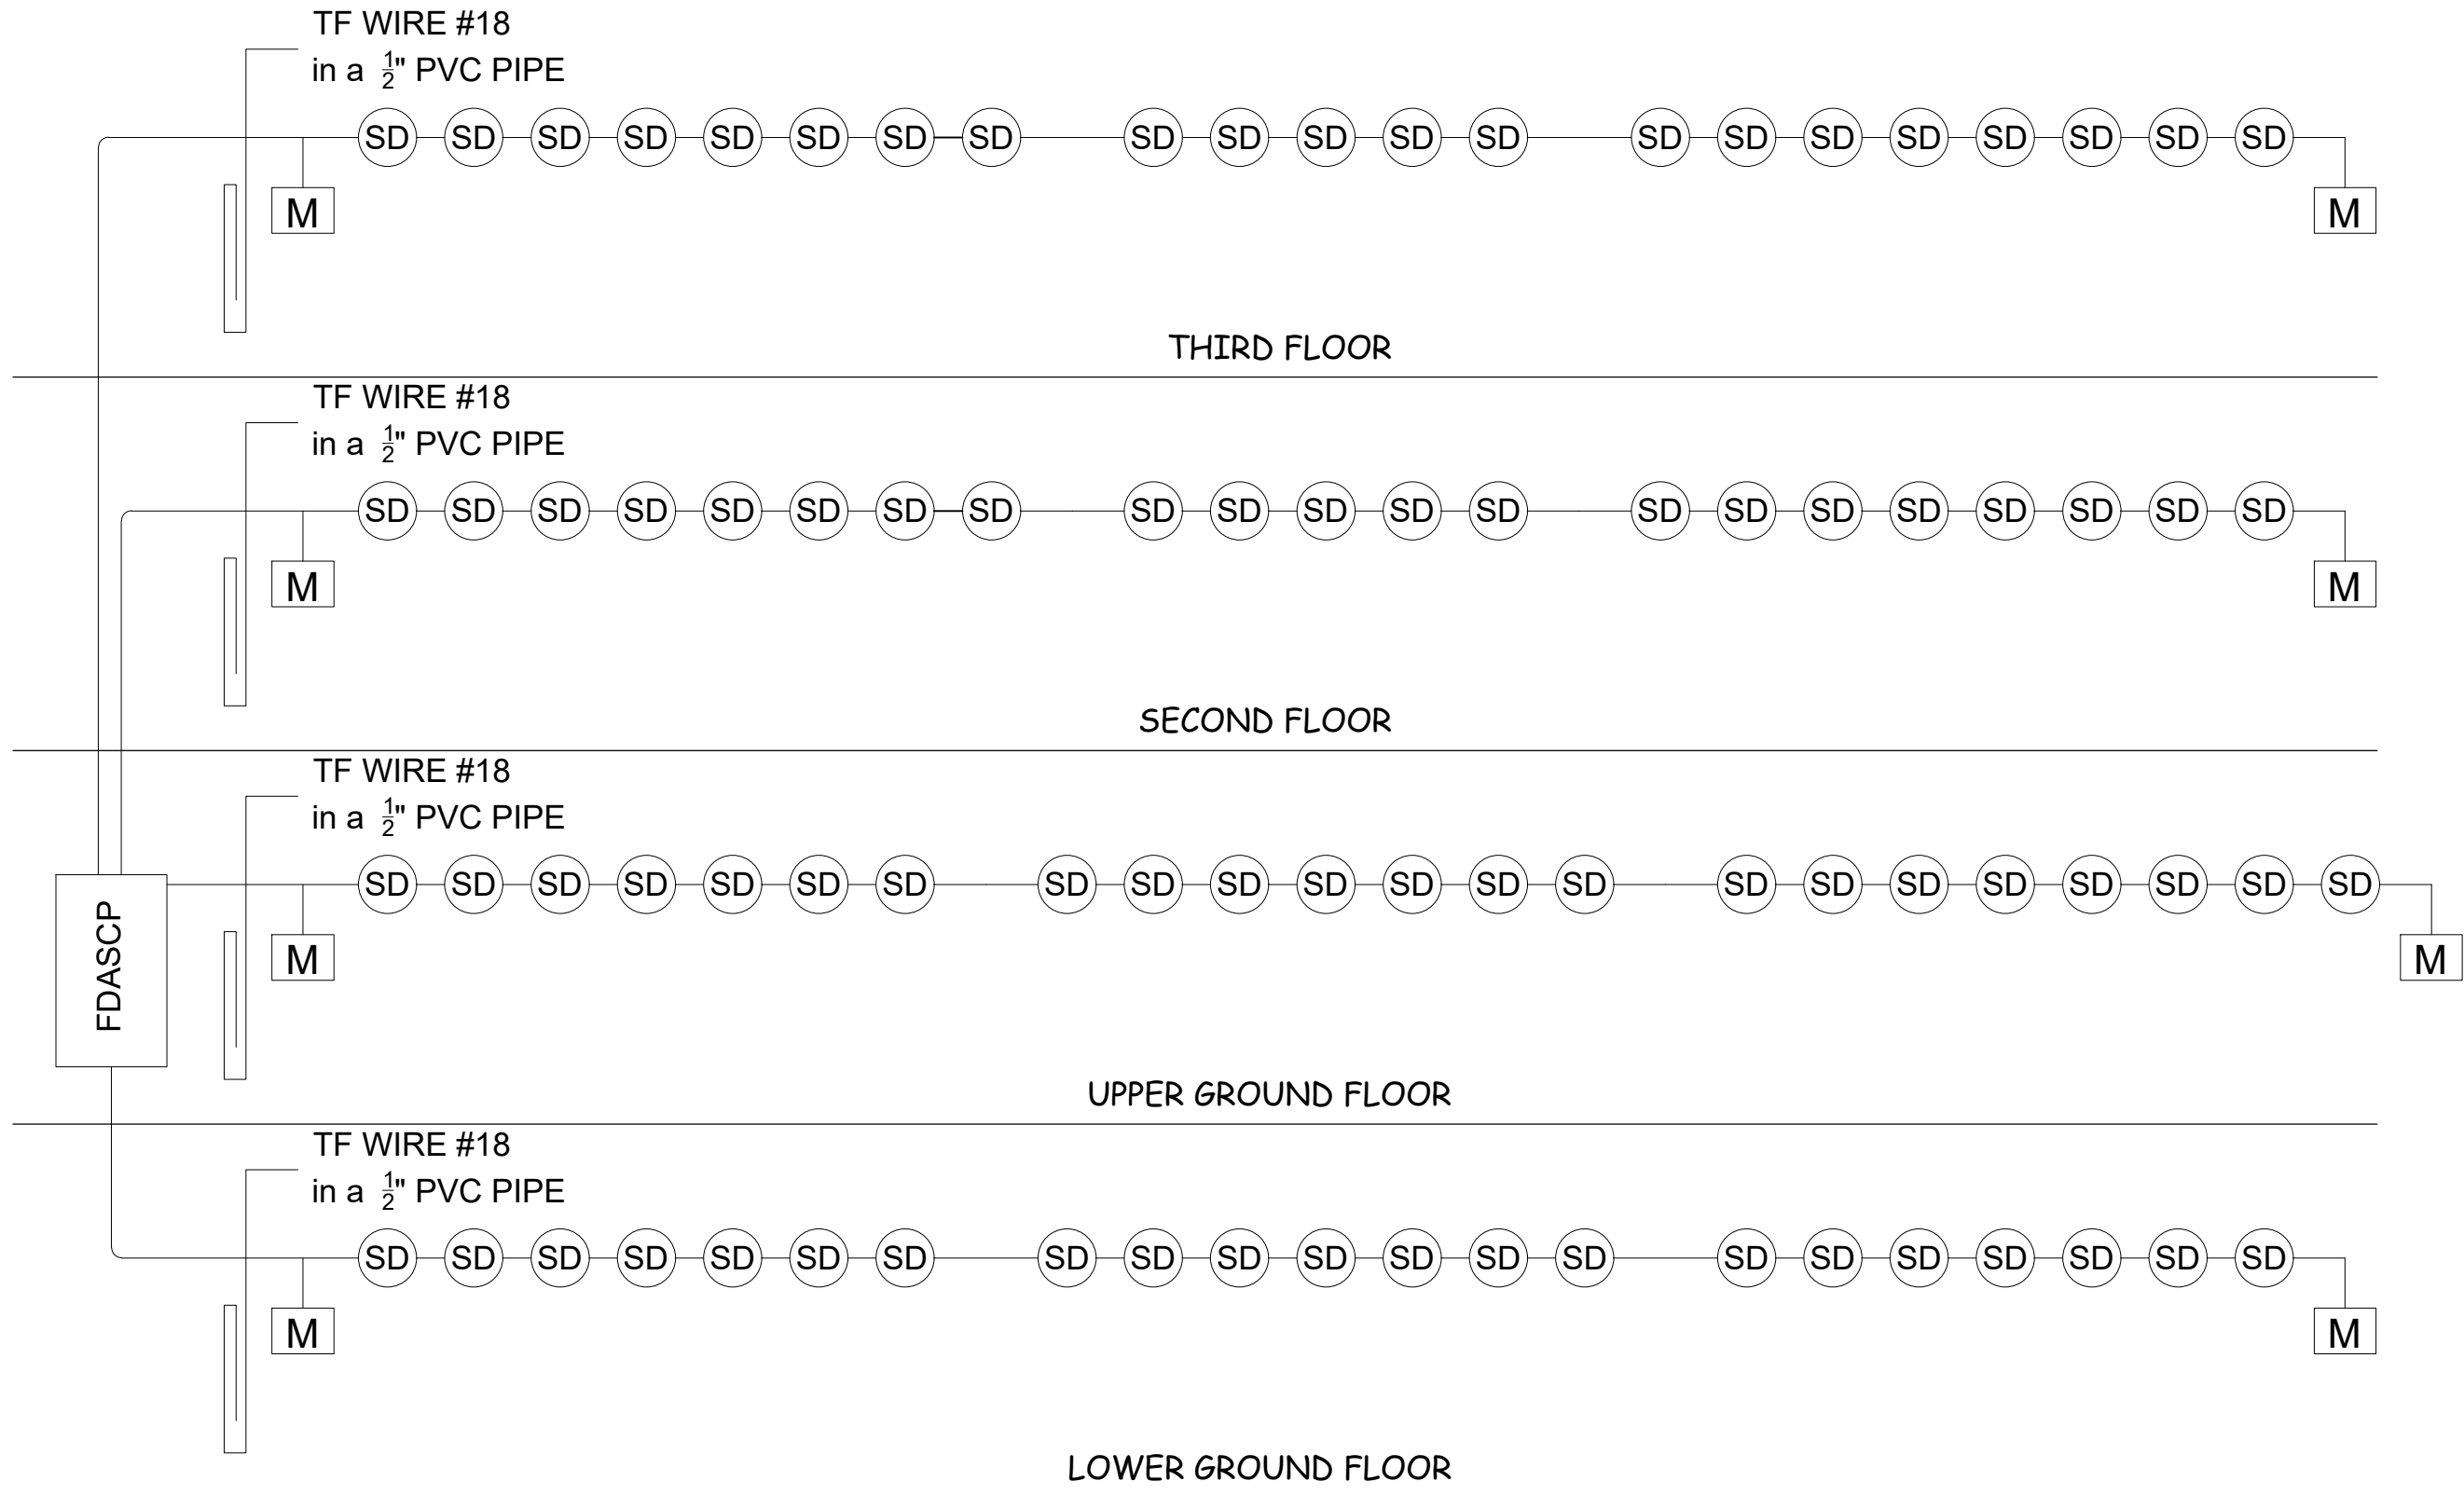 TF WIRE #18
in a ½" PVC PIPE
SD SD SD SD SD SD SD SD SD SD SD SD SD SD SD SD SD SD SD SD SD
M M
THIRD FLOOR
TF WIRE #18
in a ½" PVC PIPE
SD SD SD SD SD SD SD SD SD SD SD SD SD SD SD SD SD SD SD SD SD
M M
SECOND FLOOR
TF WIRE #18
in a ½" PVC PIPE
SD SD SD SD SD SD SD SD SD SD SD SD SD SD SD SD SD SD SD SD SD SD
M M
FDASCP
UPPER GROUND FLOOR
TF WIRE #18
in a ½" PVC PIPE
SD SD SD SD SD SD SD SD SD SD SD SD SD SD SD SD SD SD SD SD SD
M M
LOWER GROUND FLOOR